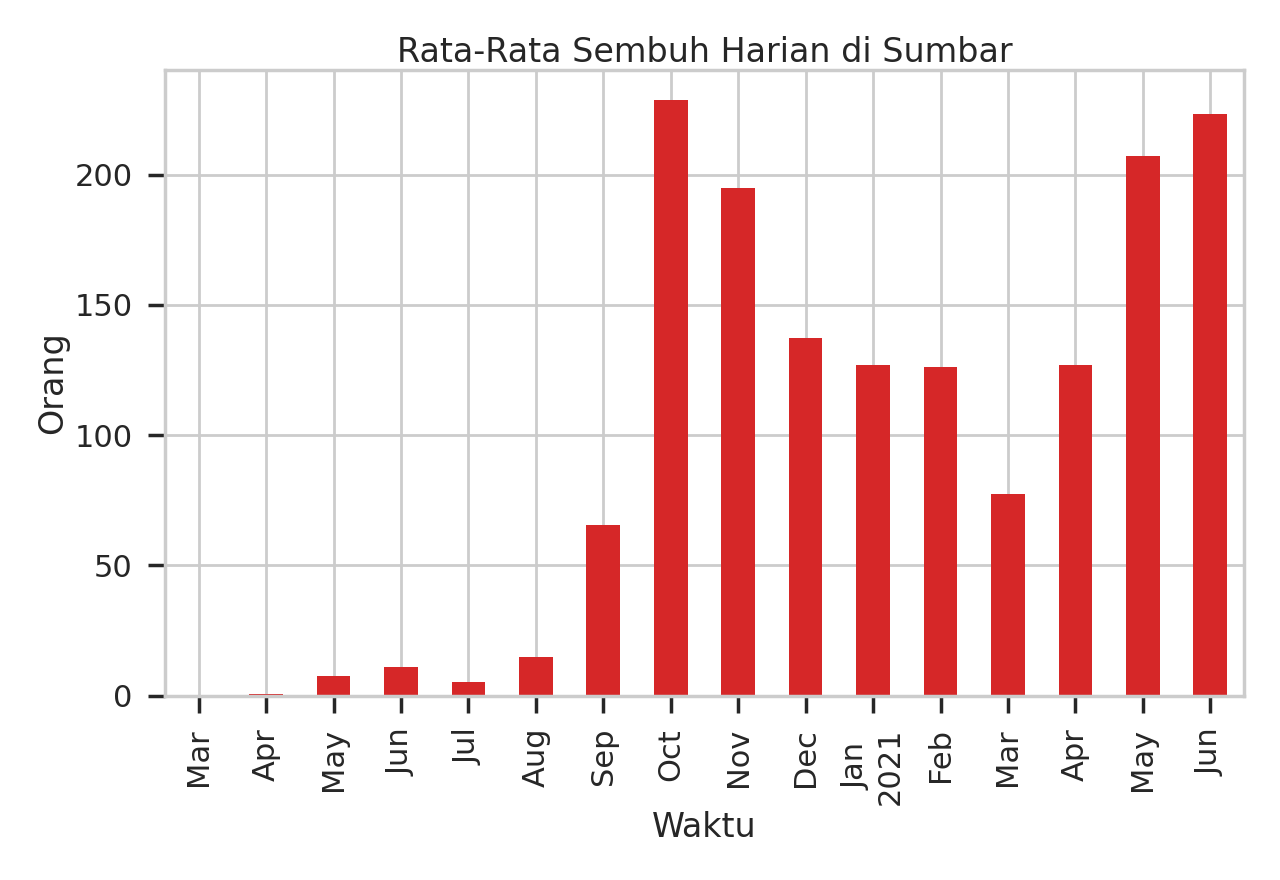 Rata-Rata Sembuh Harian di Sumbar
Orang
200
150
100
50
0
Mar
Apr
May
Jun
Jul
Aug
Sep
Oct
Nov
Dec
Jan
2021
Feb
Mar
Apr
May
Jun
Waktu